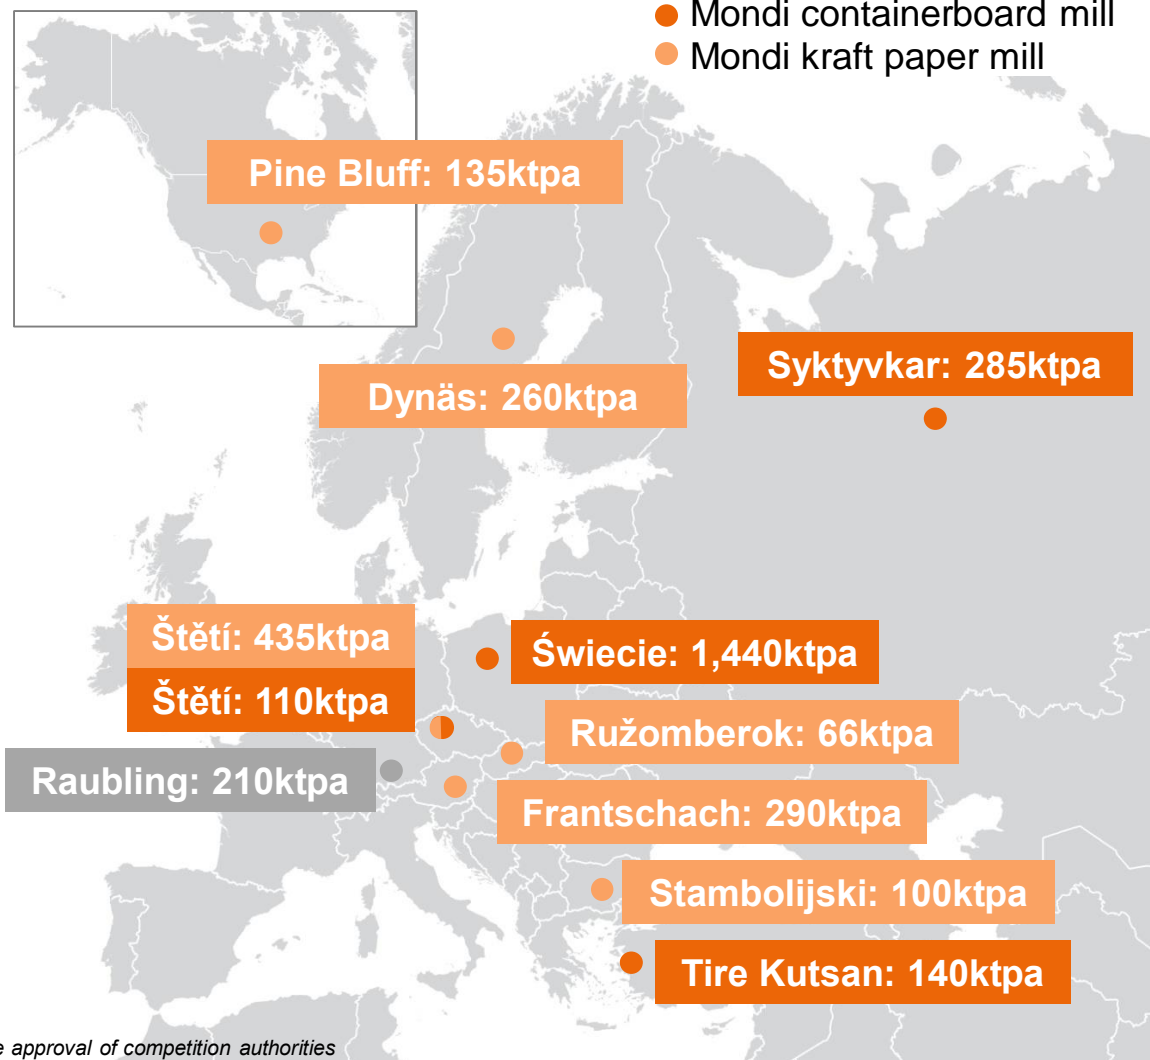 Mondi containerboard mill
Mondi kraft paper mill
Pine Bluff: 135ktpa
Syktyvkar: 285ktpa
Dynäs: 260ktpa
Štětí: 435ktpa
Świecie: 1,440ktpa
Štětí: 110ktpa
Ružomberok: 66ktpa
Raubling: 210ktpa
Frantschach: 290ktpa
Stambolijski: 100ktpa
Tire Kutsan: 140ktpa
approval of competition authorities